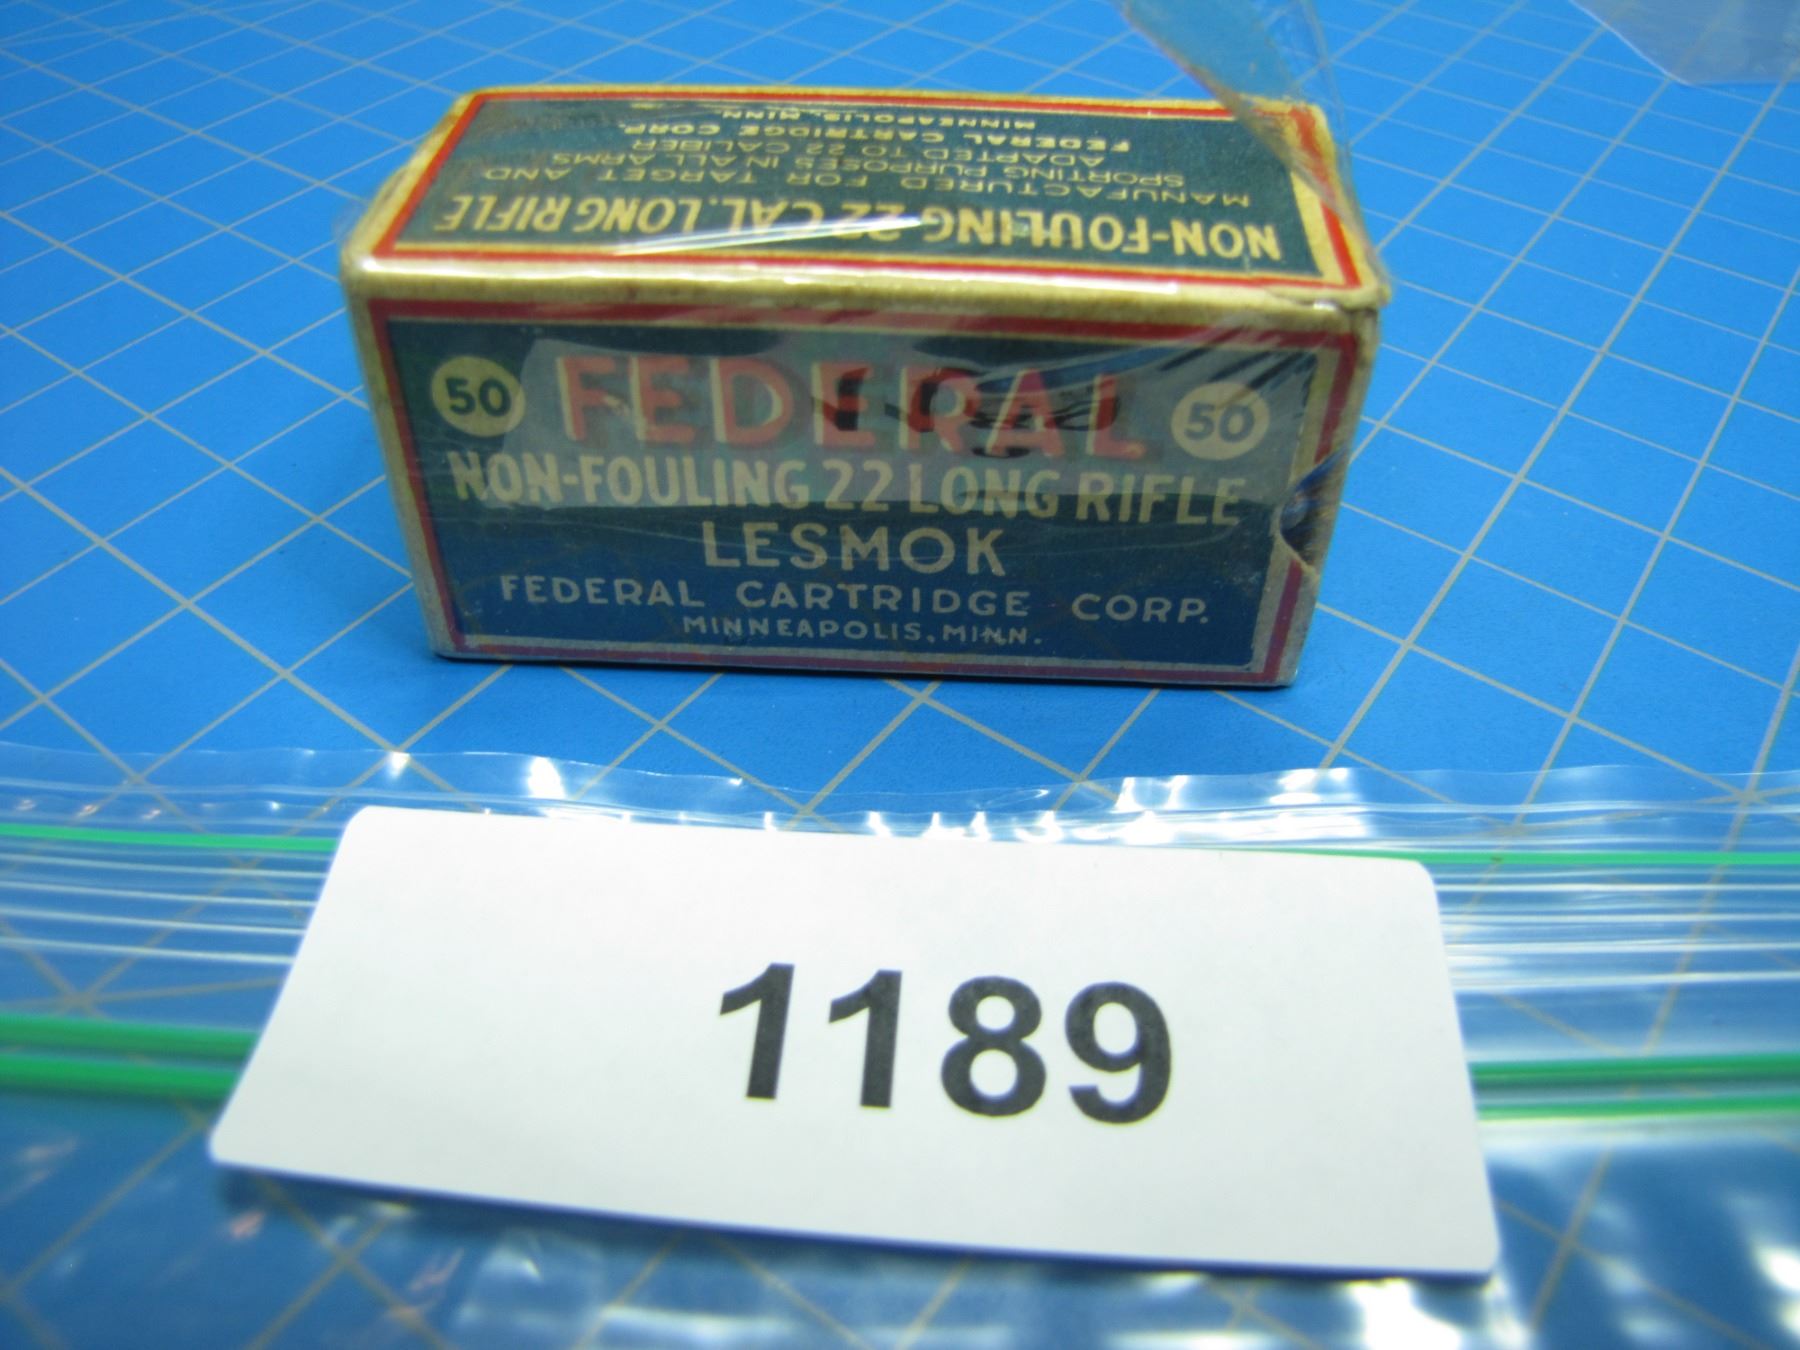 NON-FOULING 22 CAL. LONG RIFLE
MANUFACTURED FOR TARGET AND
SPORTING PURPOSES IN ALL ARMS
ADAPTED TO 22 CALIBER
FEDERAL CARTRIDGE CORP.
MINNEAPOLIS, MINN.
50 FEDERAL 50
NON-FOULING 22 LONG RIFLE
LESMOK
FEDERAL CARTRIDGE CORP.
MINNEAPOLIS, MINN.
1189